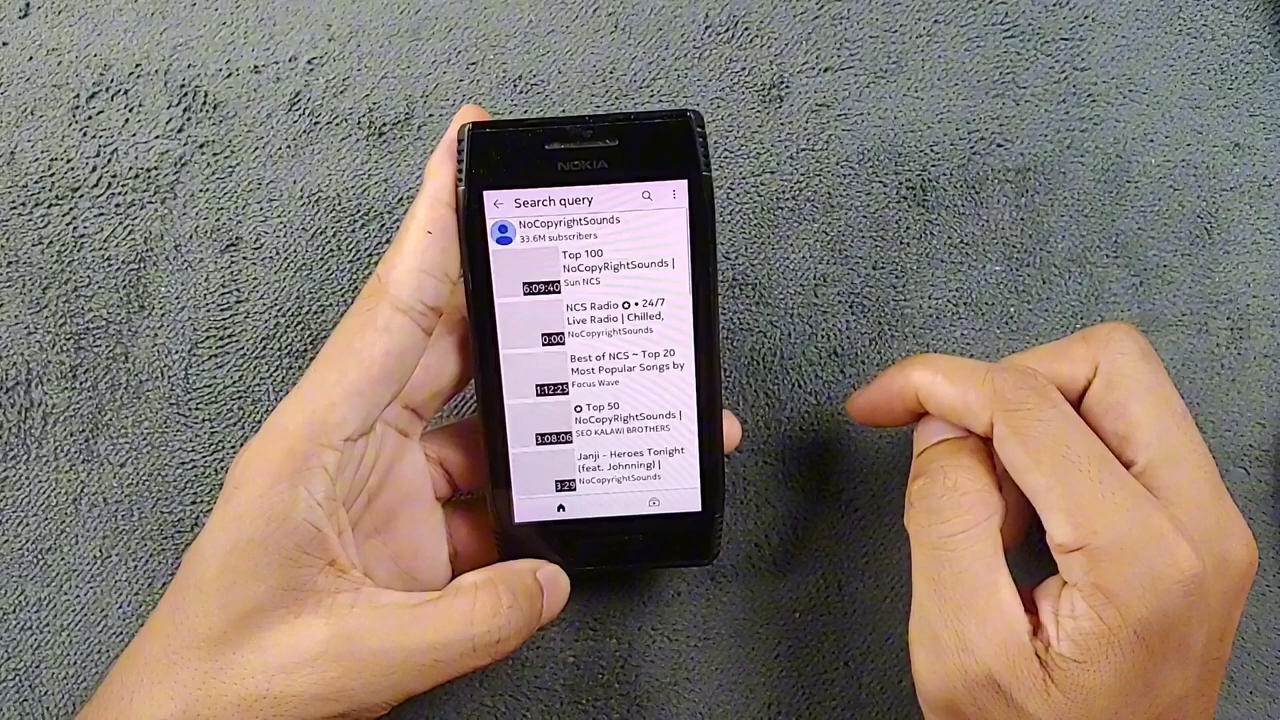 NOKIA
Search query
NoCopyrightSounds
33.6M subscribers
Top 100
NoCopyRightSounds |
Sun NCS
6:09:40
NCS Radio ✪ • 24/7
Live Radio | Chilled,
NoCopyrightSounds
0:00
Best of NCS ~ Top 20
Most Popular Songs by
Focus Wave
1:12:25
✪ Top 50
NoCopyRightSounds |
SEO KALAWI BROTHERS
3:08:06
Janji - Heroes Tonight
(feat. Johnning) |
NoCopyrightSounds
3:29